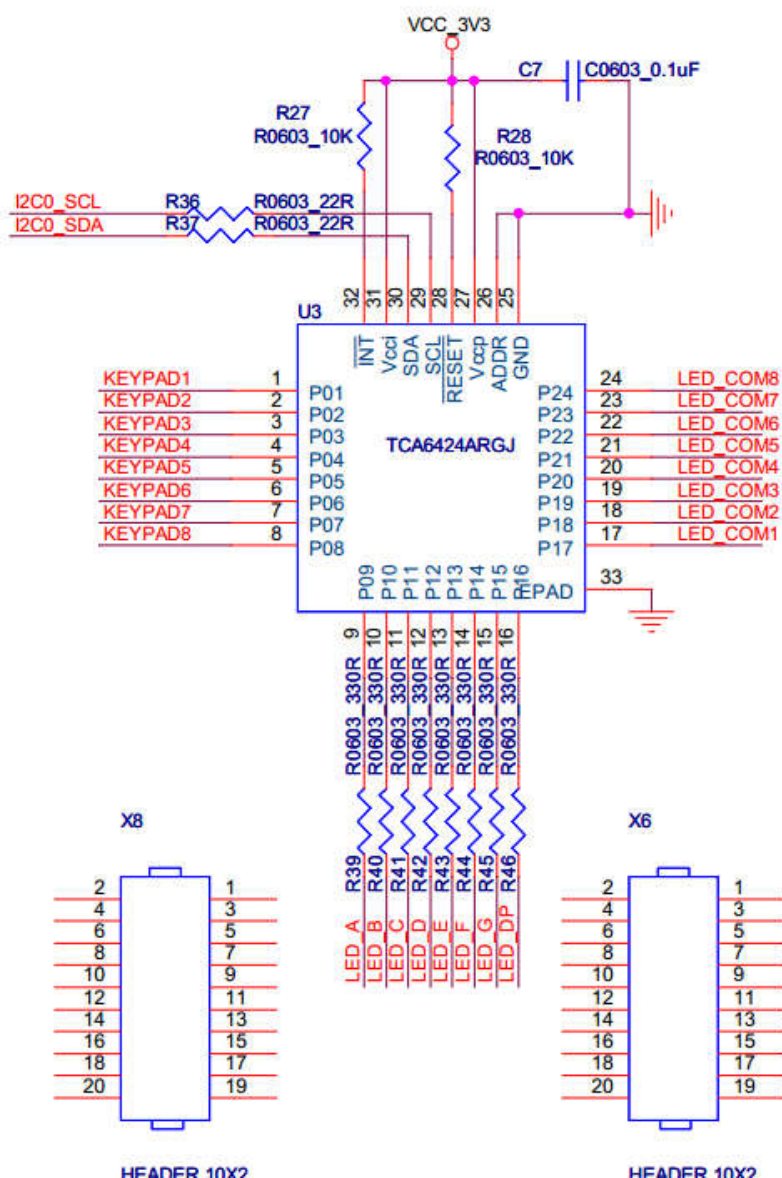 VCC_3V3
C7 C0603_0.1uF
R27
R0603_10K
R28
R0603_10K
I2C0_SCL R36 R0603_22R
I2C0_SDA R37 R0603_22R
32 31 30 29 28 27 26 25
U3
INT Vcci SDA SCL RESET Vccp ADDR GND
KEYPAD1 1 P01 P24 24 LED_COM8
KEYPAD2 2 P02 P23 23 LED_COM7
KEYPAD3 3 P03 P22 22 LED_COM6
KEYPAD4 4 P04 TCA6424ARGJ P21 21 LED_COM5
KEYPAD5 5 P05 P20 20 LED_COM4
KEYPAD6 6 P06 P19 19 LED_COM3
KEYPAD7 7 P07 P18 18 LED_COM2
KEYPAD8 8 P08 P17 17 LED_COM1
P09 P10 P11 P12 P13 P14 P15 P16 EPAD 33
9 10 11 12 13 14 15 16
R0603_330R R0603_330R R0603_330R R0603_330R R0603_330R R0603_330R R0603_330R R0603_330R
R39 R40 R41 R42 R43 R44 R45 R46
LED_A LED_B LED_C LED_D LED_E LED_F LED_G LED_DP
X8
2 1
4 3
6 5
8 7
10 9
12 11
14 13
16 15
18 17
20 19
HEADER 10X2
X6
2 1
4 3
6 5
8 7
10 9
12 11
14 13
16 15
18 17
20 19
HEADER 10X2